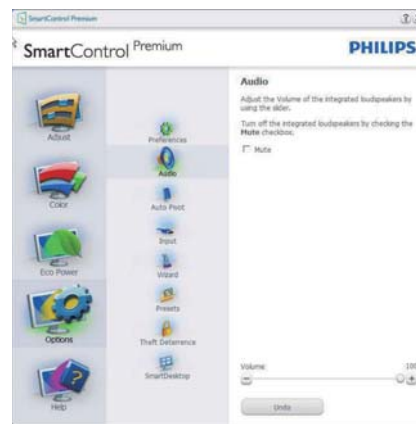 SmartControl Premium
SmartControl Premium
PHILIPS
Adjust
Color
Eco Power
Options
Help
Preferences
Audio
Auto Pivot
Input
Wizard
Presets
Theft Deterrence
SmartDesktop
Audio
Adjust the Volume of the integrated loudspeakers by
using the slider.
Turn off the integrated loudspeakers by checking the
Mute checkbox.
Mute
Volume
100
Undo